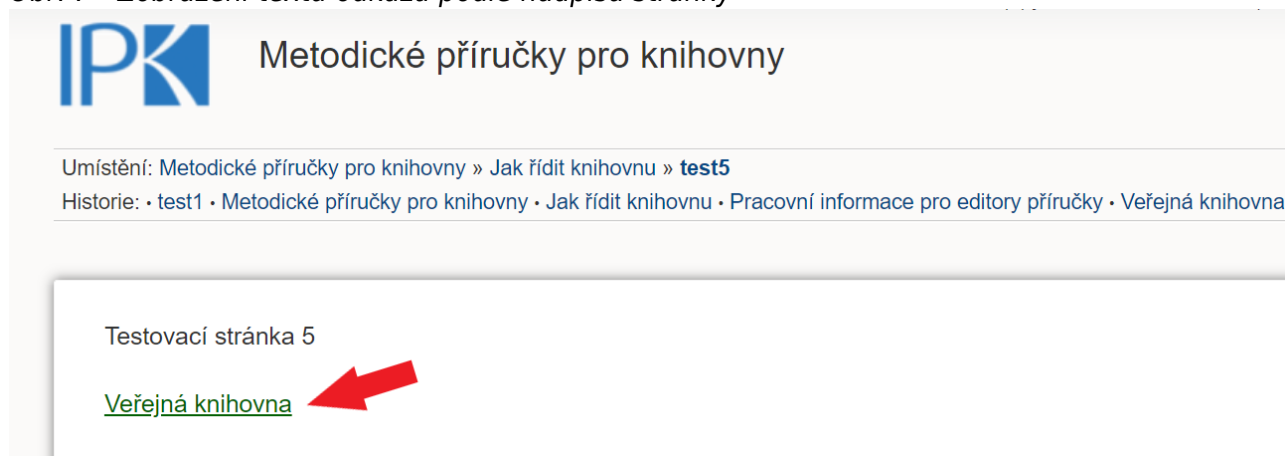 IPK
Metodické příručky pro knihovny
Umístění: Metodické příručky pro knihovny » Jak řídit knihovnu » test5
Historie: • test1 • Metodické příručky pro knihovny • Jak řídit knihovnu • Pracovní informace pro editory příručky • Veřejná knihovna
Testovací stránka 5
Veřejná knihovna